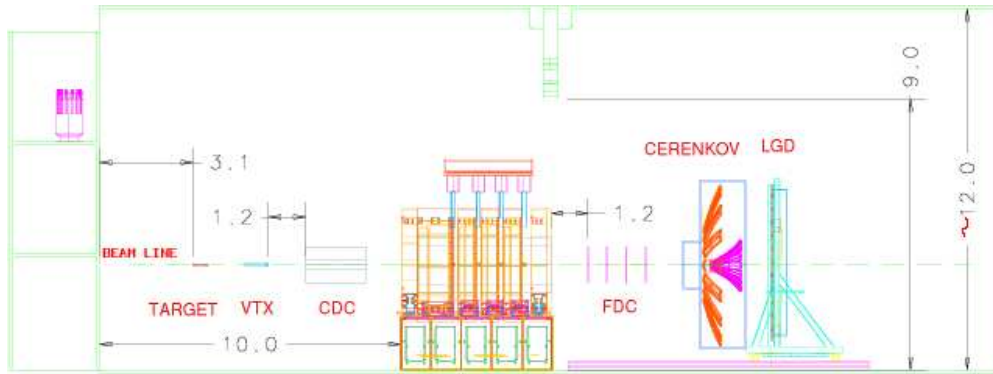 9.0
CERENKOV LGD
3.1
1.2
1.2
~12.0
BEAM LINE
TARGET VTX CDC FDC
10.0